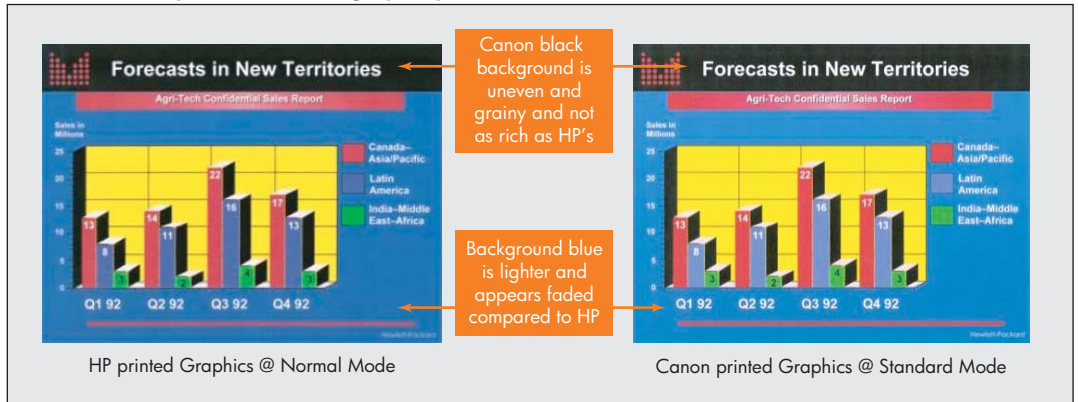 Forecasts in New Territories
Agri-Tech Confidential Sales Report
Sales in
Millions
25
20
15
10
5
0
13
8
3
14
11
2
22
16
4
17
13
3
Q1 92
Q2 92
Q3 92
Q4 92
Canada–
Asia/Pacific
Latin
America
India–Middle
East–Africa
Hewlett-Packard
HP printed Graphics @ Normal Mode
Canon black
background is
uneven and
grainy and not
as rich as HP's
Background blue
is lighter and
appears faded
compared to HP
Forecasts in New Territories
Agri-Tech Confidential Sales Report
Sales in
Millions
25
20
15
10
5
0
13
8
3
14
11
2
22
16
4
17
13
3
Q1 92
Q2 92
Q3 92
Q4 92
Canada–
Asia/Pacific
Latin
America
India–Middle
East–Africa
Hewlett-Packard
Canon printed Graphics @ Standard Mode